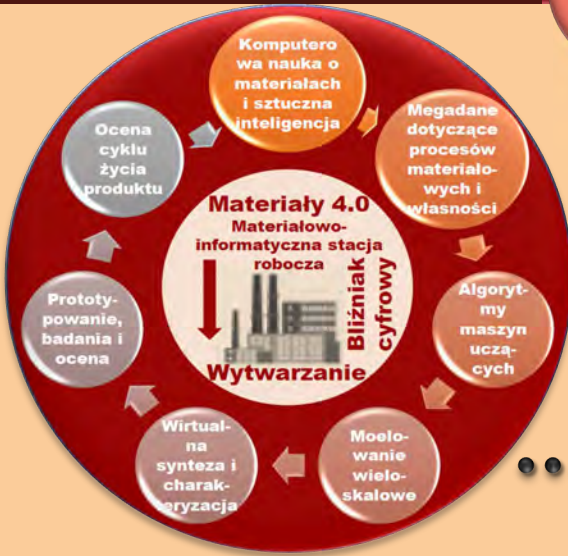 Komputero
wa nauka o
materiałach
i sztuczna
inteligencja
Megadane
dotyczące
procesów
materiało-
wych i
własności
Algoryt-
my
maszyn
uczą-
cych
Moelo-
wanie
wielo-
skalowe
Wirtual-
na
synteza i
charak-
teryzacja
Prototy-
powanie,
badania i
ocena
Ocena
cyklu
życia
produktu
Materiały 4.0
Materiałowo-
informatyczna stacja
robocza
Bliźniak
cyfrowy
Wytwarzanie